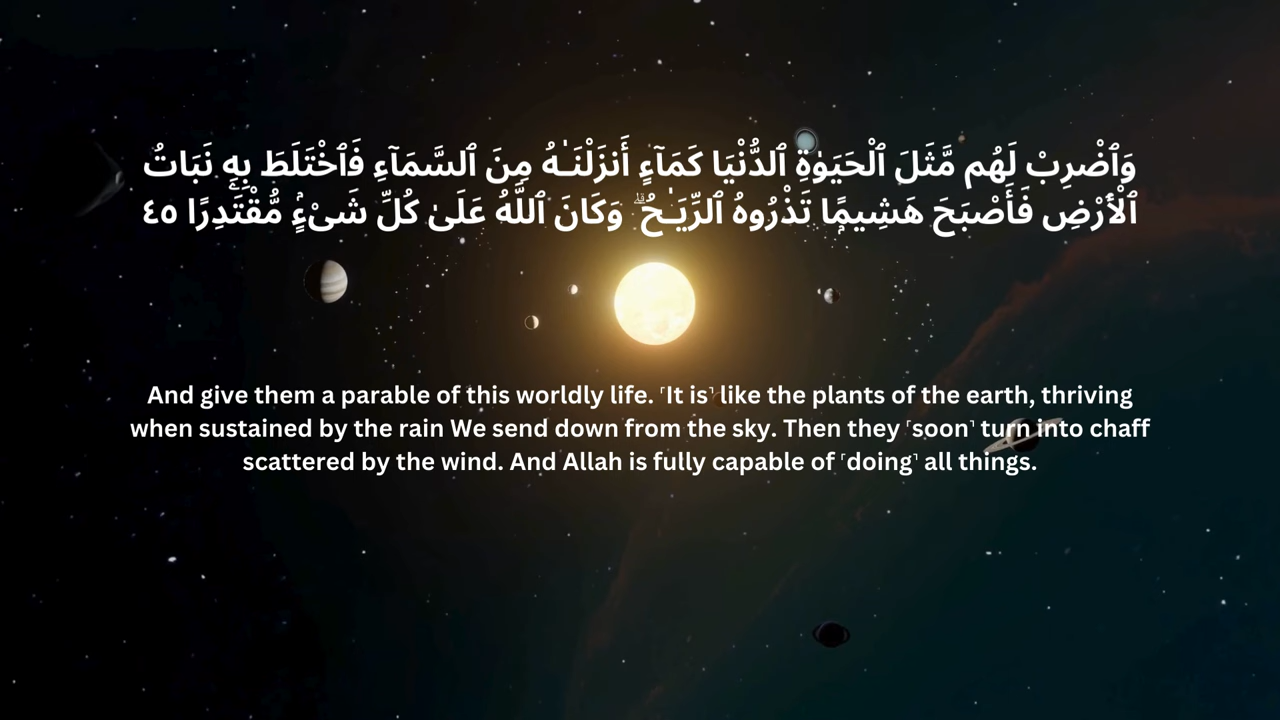 وَٱضْرِبْ لَهُم مَّثَلَ ٱلْحَيَوٰةِ ٱلدُّنْيَا كَمَآءٍ أَنزَلْنَـٰهُ مِنَ ٱلسَّمَآءِ فَٱخْتَلَطَ بِهِۦ نَبَاتُ
ٱلْأَرْضِ فَأَصْبَحَ هَشِيمًۭا تَذْرُوهُ ٱلرِّيَـٰحُ ۗ وَكَانَ ٱللَّهُ عَلَىٰ كُلِّ شَىْءٍۢ مُّقْتَدِرًا ٤٥
And give them a parable of this worldly life. ˹It is˺ like the plants of the earth, thriving
when sustained by the rain We send down from the sky. Then they ˹soon˺ turn into chaff
scattered by the wind. And Allah is fully capable of ˹doing˺ all things.